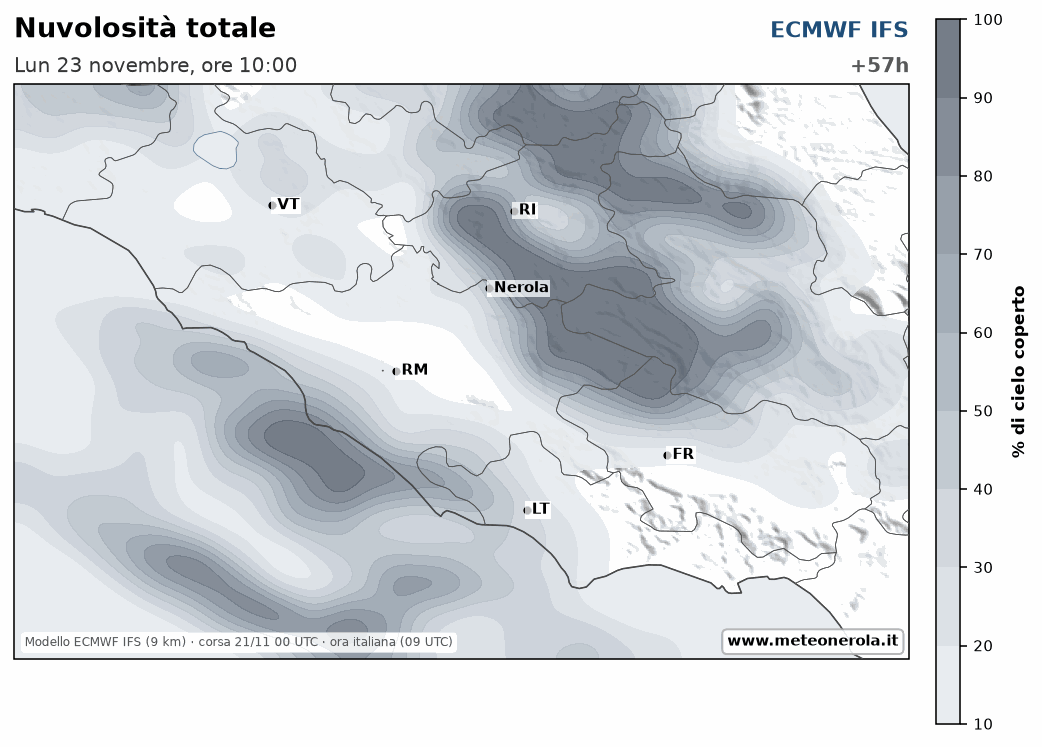 Nuvolosità totale
ECMWF IFS
Lun 23 novembre, ore 10:00
+57h
100
90
80
70
60
50
40
30
20
10
% di cielo coperto
VT
RI
Nerola
RM
FR
LT
Modello ECMWF IFS (9 km) · corsa 21/11 00 UTC · ora italiana (09 UTC)
www.meteonerola.it